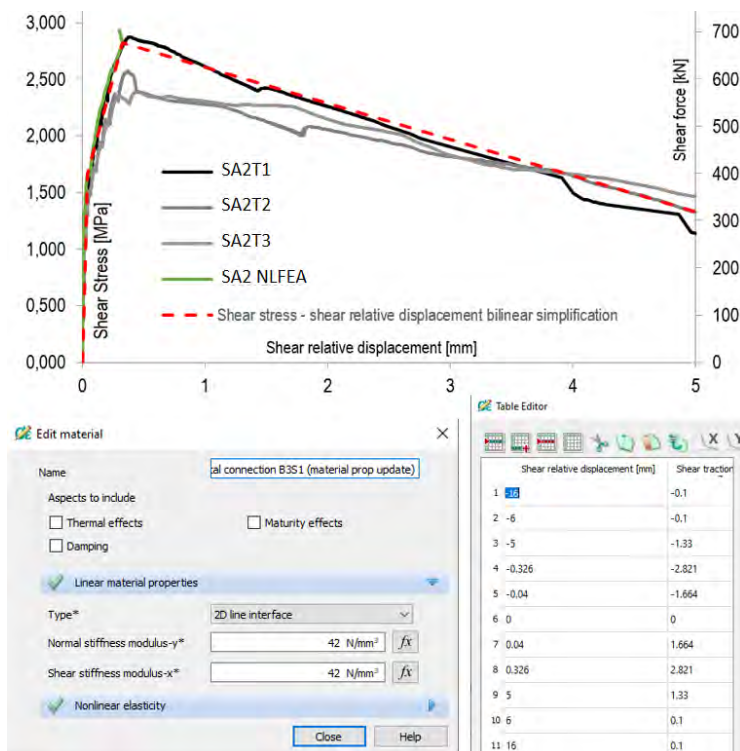 3,000
2,500
2,000
1,500
1,000
0,500
0,000
Shear Stress [MPa]
700
600
500
400
300
200
100
0
Shear force [kN]
SA2T1
SA2T2
SA2T3
SA2 NLFEA
Shear stress - shear relative displacement bilinear simplification
Shear relative displacement [mm]
0 1 2 3 4 5
Edit material
Name
tal connection B3S1 (material prop update)
Aspects to include
Thermal effects Maturity effects
Damping
Linear material properties
Type* 2D line interface
Normal stiffness modulus-y* 42 N/mm³ fx
Shear stiffness modulus-x* 42 N/mm³ fx
Nonlinear elasticity
Close Help
Table Editor
X Y
Shear relative displacement [mm] Shear traction
1 -16 -0.1
2 -6 -0.1
3 -5 -1.33
4 -0.326 -2.821
5 -0.04 -1.664
6 0 0
7 0.04 1.664
8 0.326 2.821
9 5 1.33
10 6 0.1
11 16 0.1